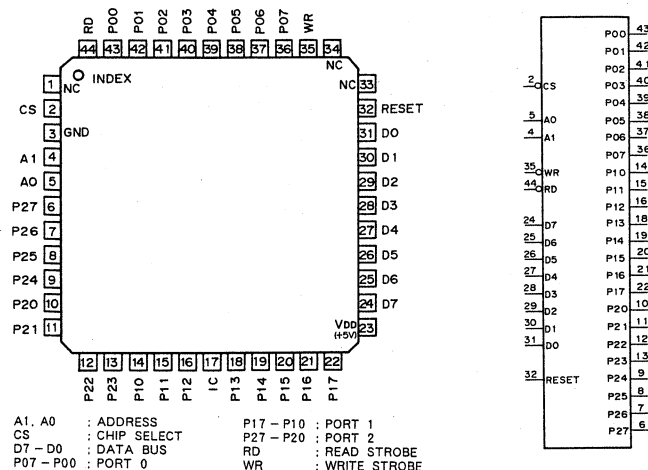 RD P00 P01 P02 P03 P04 P05 P06 P07 WR
44 43 42 41 40 39 38 37 36 35 34
NC
INDEX
1 NC
CS 2
3 GND
A1 4
A0 5
P27 6
P26 7
P25 8
P24 9
P20 10
P21 11
NC 33
32 RESET
31 D0
30 D1
29 D2
28 D3
27 D4
26 D5
25 D6
24 D7
VDD (+5V) 23
12 13 14 15 16 17 18 19 20 21 22
P22 P23 P10 P11 P12 IC P13 P14 P15 P16 P17
A1, A0 : ADDRESS
CS : CHIP SELECT
D7 - D0 : DATA BUS
P07 - P00 : PORT 0
P17 - P10 : PORT 1
P27 - P20 : PORT 2
RD : READ STROBE
WR : WRITE STROBE
2 CS
5 A0
4 A1
35 WR
44 RD
24 D7
25 D6
26 D5
27 D4
28 D3
29 D2
30 D1
31 D0
32 RESET
P00 43
P01 42
P02 41
P03 40
P04 39
P05 38
P06 37
P07 36
P10 14
P11 15
P12 16
P13 18
P14 19
P15 20
P16 21
P17 22
P20 10
P21 11
P22 12
P23 13
P24 9
P25 8
P26 7
P27 6